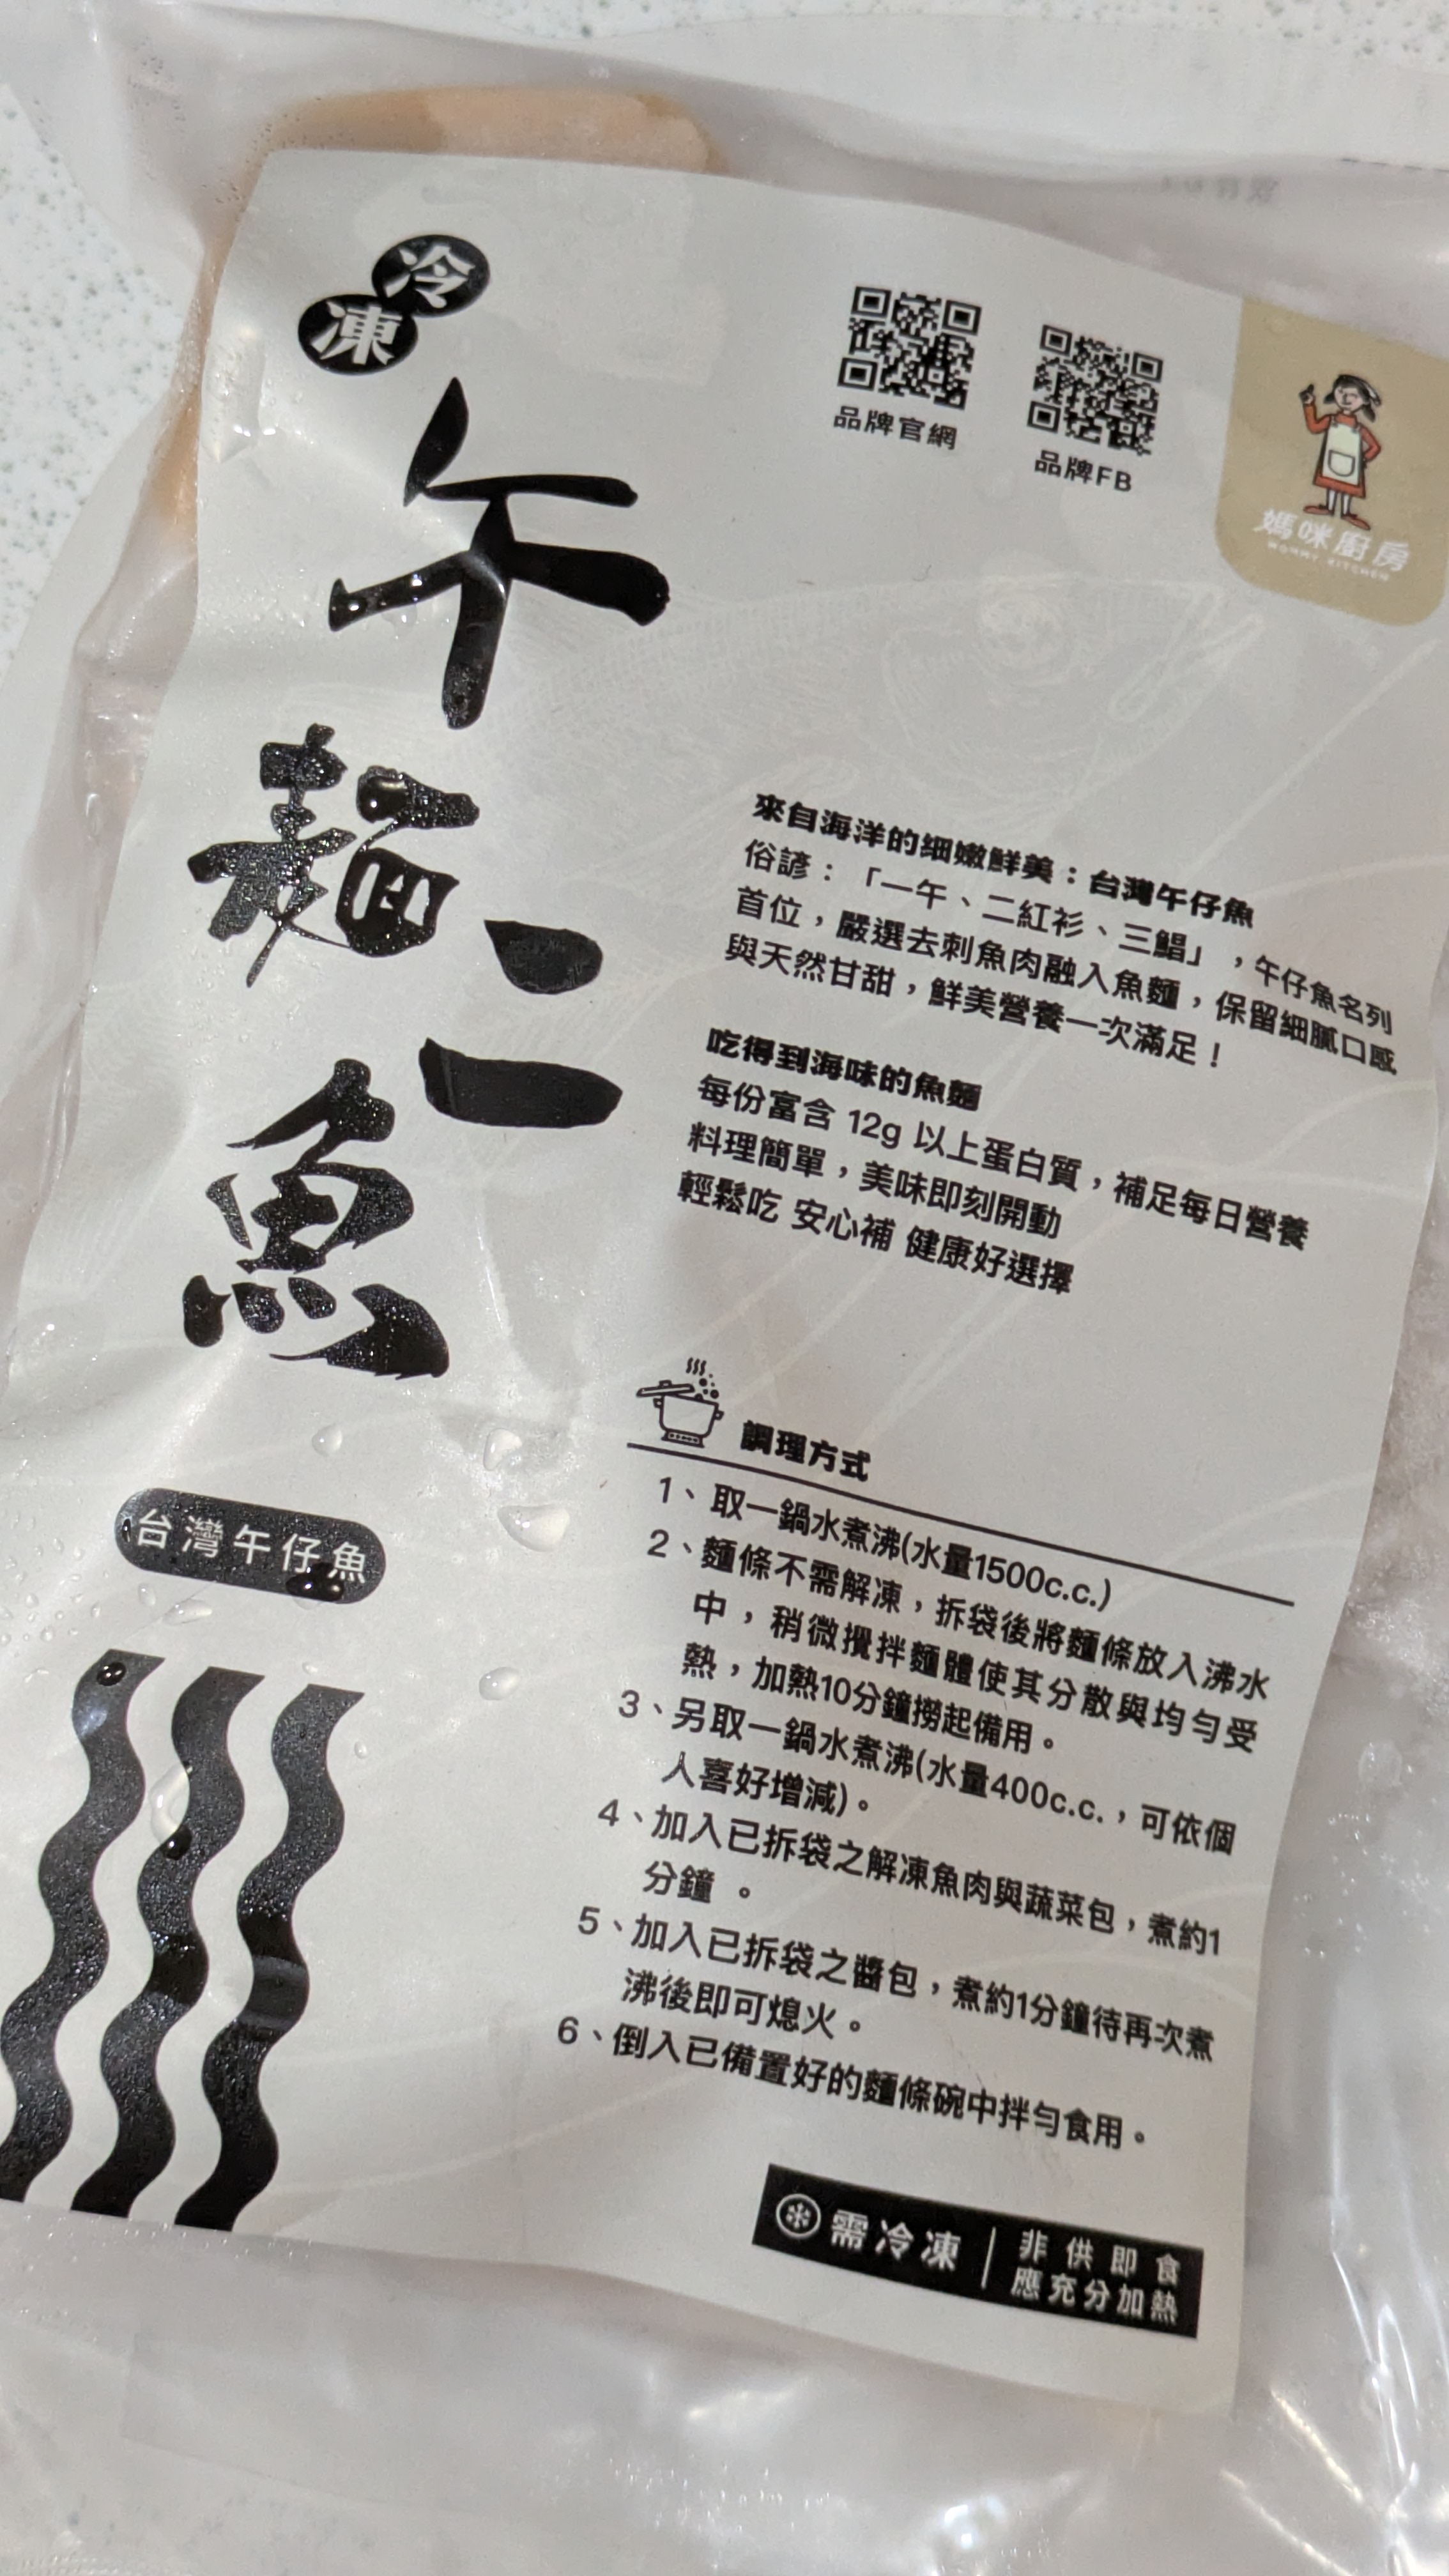 冷凍
午麵二魚
台灣午仔魚
品牌官網
品牌FB
媽咪廚房
MOMMY KITCHEN
來自海洋的細嫩鮮美：台灣午仔魚
俗諺：「一午、二紅衫、三鯧」，午仔魚名列
首位，嚴選去刺魚肉融入魚麵，保留細膩口感
與天然甘甜，鮮美營養一次滿足！
吃得到海味的魚麵
每份富含 12g 以上蛋白質，補足每日營養
料理簡單，美味即刻開動
輕鬆吃 安心補 健康好選擇
調理方式
1、取一鍋水煮沸(水量1500c.c.)
2、麵條不需解凍，拆袋後將麵條放入沸水
中，稍微攪拌麵體使其分散與均勻受
熱，加熱10分鐘撈起備用。
3、另取一鍋水煮沸(水量400c.c.，可依個
人喜好增減)。
4、加入已拆袋之解凍魚肉與蔬菜包，煮約1
分鐘 。
5、加入已拆袋之醬包，煮約1分鐘待再次煮
沸後即可熄火。
6、倒入已備置好的麵條碗中拌勻食用。
需冷凍
非供即食
應充分加熱